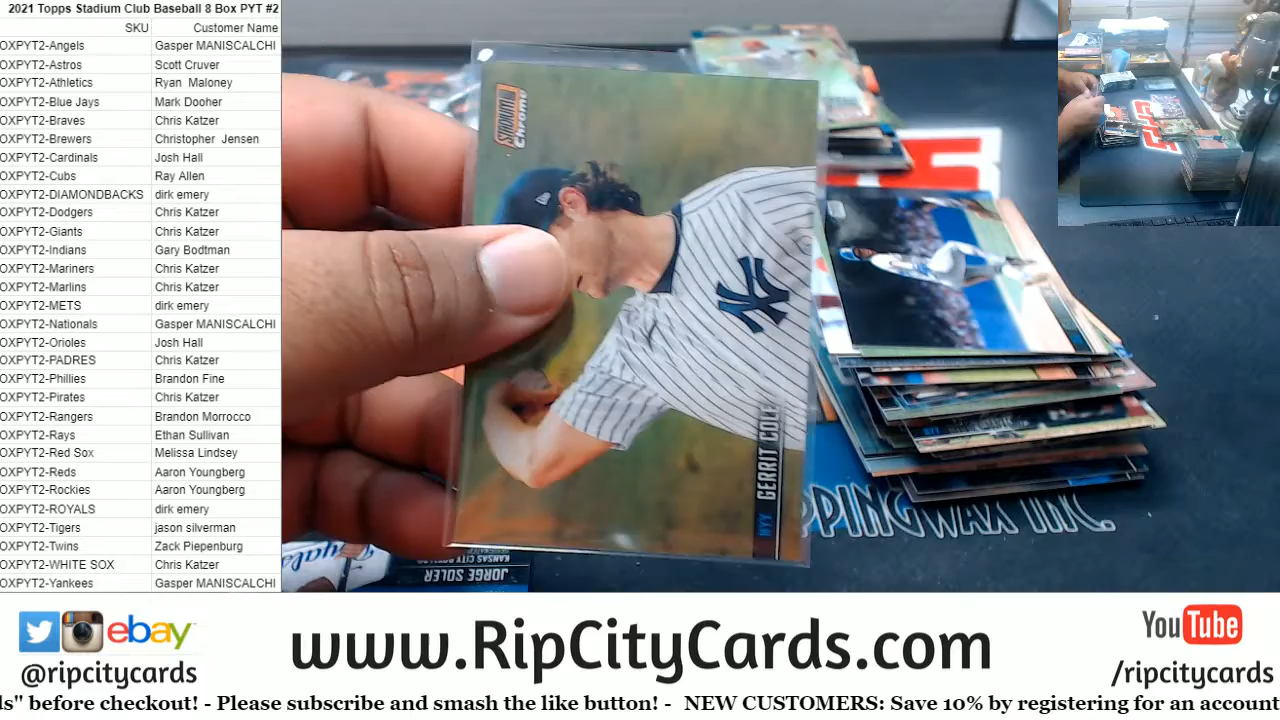 2021 Topps Stadium Club Baseball 8 Box PYT #2
SKU Customer Name
OXPYT2-Angels Gasper MANISCALCHI
OXPYT2-Astros Scott Cruver
OXPYT2-Athletics Ryan Maloney
OXPYT2-Blue Jays Mark Dooher
OXPYT2-Braves Chris Katzer
OXPYT2-Brewers Christopher Jensen
OXPYT2-Cardinals Josh Hall
OXPYT2-Cubs Ray Allen
OXPYT2-DIAMONDBACKS dirk emery
OXPYT2-Dodgers Chris Katzer
OXPYT2-Giants Chris Katzer
OXPYT2-Indians Gary Bodtman
OXPYT2-Mariners Chris Katzer
OXPYT2-Marlins Chris Katzer
OXPYT2-METS dirk emery
OXPYT2-Nationals Gasper MANISCALCHI
OXPYT2-Orioles Josh Hall
OXPYT2-PADRES Chris Katzer
OXPYT2-Phillies Brandon Fine
OXPYT2-Pirates Chris Katzer
OXPYT2-Rangers Brandon Morrocco
OXPYT2-Rays Ethan Sullivan
OXPYT2-Red Sox Melissa Lindsey
OXPYT2-Reds Aaron Youngberg
OXPYT2-Rockies Aaron Youngberg
OXPYT2-ROYALS dirk emery
OXPYT2-Tigers jason silverman
OXPYT2-Twins Zack Piepenburg
OXPYT2-WHITE SOX Chris Katzer
OXPYT2-Yankees Gasper MANISCALCHI
STADIUM
Chrome
NY
NYY GERRIT COLE
PPINGWAX INC.
Royals
KANSAS CITY ROYALS
JORGE SOLER
ebay
@ripcitycards
www.RipCityCards.com
YouTube
/ripcitycards
ds" before checkout! - Please subscribe and smash the like button! - NEW CUSTOMERS: Save 10% by registering for an account